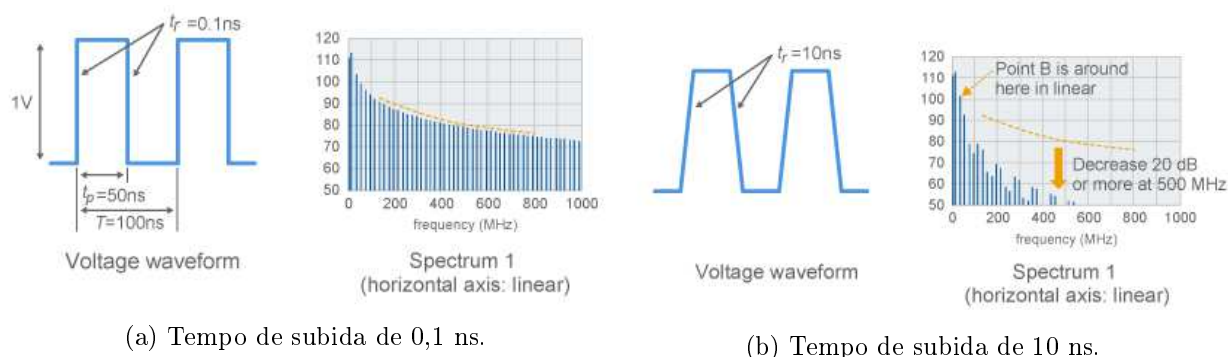 tr=0.1ns
1V
tp=50ns
T=100ns
Voltage waveform
120
110
100
90
80
70
60
50
0 200 400 600 800 1000
frequency (MHz)
Spectrum 1
(horizontal axis: linear)
(a) Tempo de subida de 0,1 ns.
tr=10ns
Voltage waveform
120
110
100
90
80
70
60
50
Point B is around
here in linear
Decrease 20 dB
or more at 500 MHz
0 200 400 600 800 1000
frequency (MHz)
Spectrum 1
(horizontal axis: linear)
(b) Tempo de subida de 10 ns.